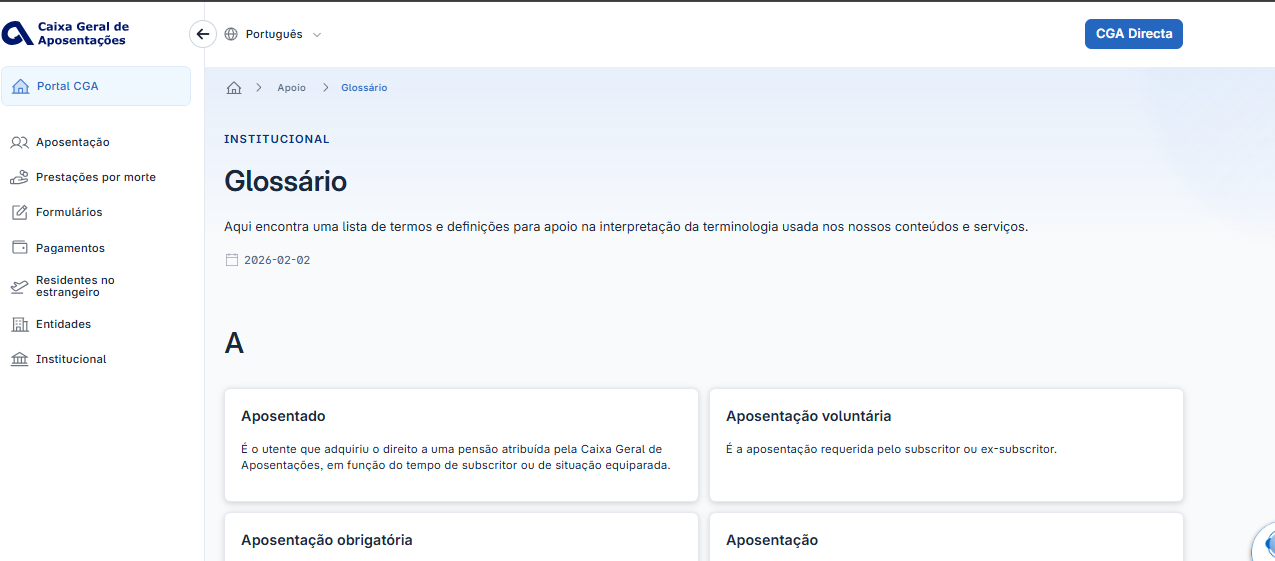 Caixa Geral de
Aposentações
Português
CGA Directa
Portal CGA
Aposentação
Prestações por morte
Formulários
Pagamentos
Residentes no
estrangeiro
Entidades
Institucional
Apoio
Glossário
INSTITUCIONAL
Glossário
Aqui encontra uma lista de termos e definições para apoio na interpretação da terminologia usada nos nossos conteúdos e serviços.
2026-02-02
A
Aposentado
É o utente que adquiriu o direito a uma pensão atribuída pela Caixa Geral de
Aposentações, em função do tempo de subscritor ou de situação equiparada.
Aposentação voluntária
É a aposentação requerida pelo subscritor ou ex-subscritor.
Aposentação obrigatória
Aposentação